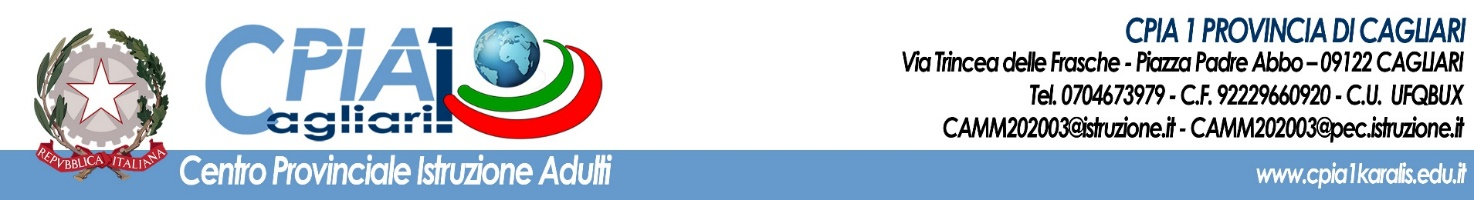 REPVBBLICA ITALIANA
CPIA1
agliari
Centro Provinciale Istruzione Adulti
CPIA 1 PROVINCIA DI CAGLIARI
Via Trincea delle Frasche - Piazza Padre Abbo – 09122 CAGLIARI
Tel. 0704673979 - C.F. 92229660920 - C.U. UFQBUX
CAMM202003@istruzione.it - CAMM202003@pec.istruzione.it
www.cpia1karalis.edu.it